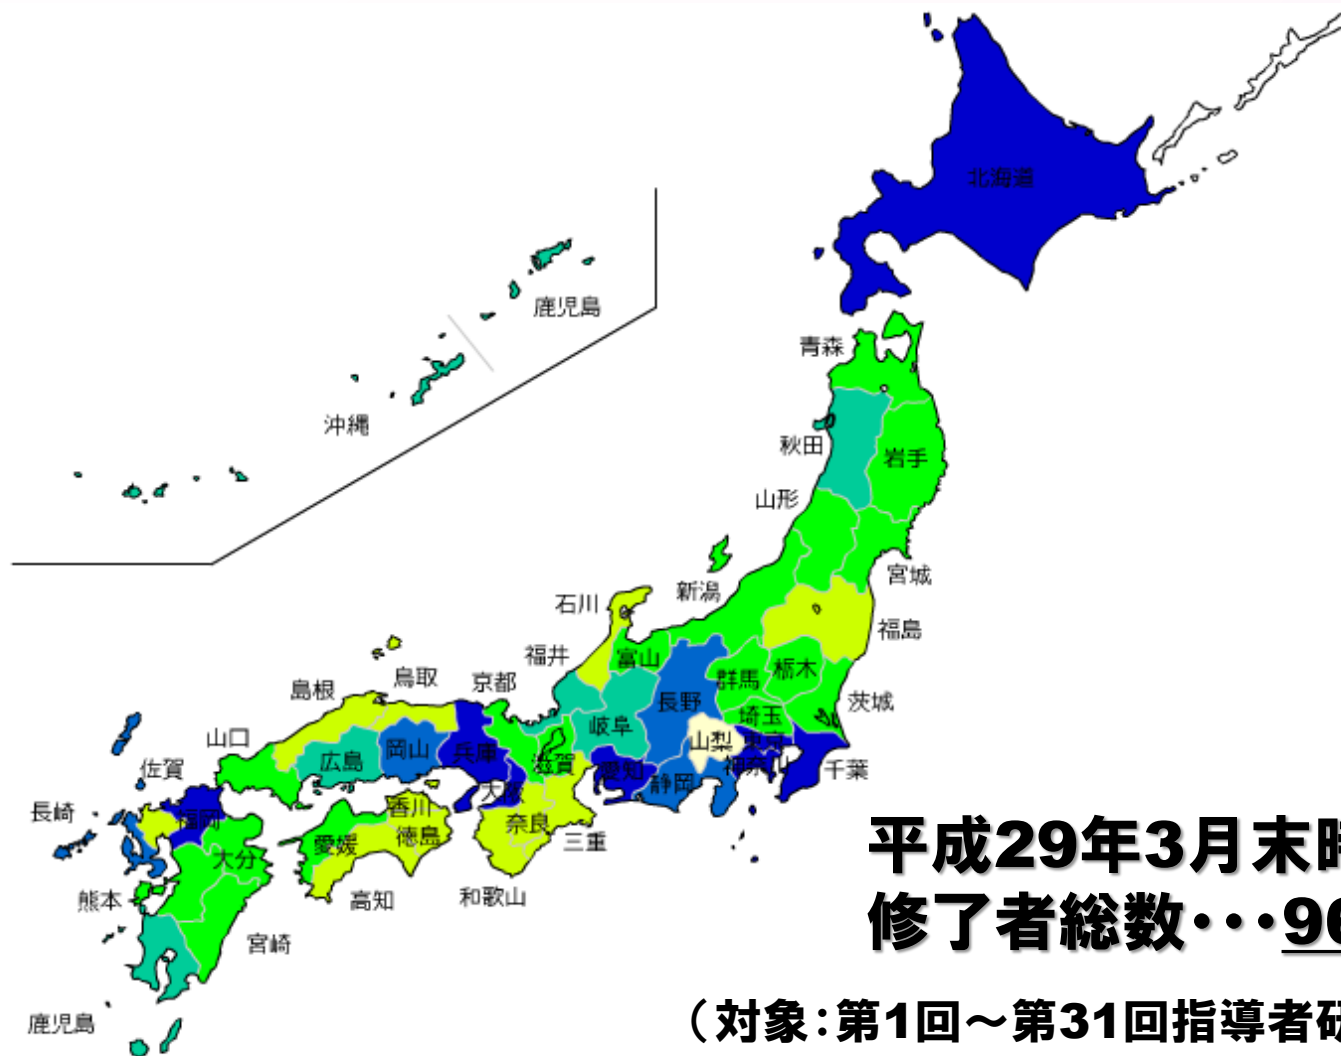 北海道
鹿児島
青森
沖縄
秋田
岩手
山形
宮城
新潟
石川
福島
福井
富山
栃木
群馬
鳥取
京都
島根
長野
茨城
埼玉
岐阜
山口
山梨
東京
岡山
兵庫
広島
滋賀
佐賀
愛知
神奈川
千葉
静岡
大阪
香川
長崎
福岡
奈良
徳島
愛媛
三重
大分
熊本
高知
和歌山
宮崎
鹿児島
平成29年3月末時
修了者総数・・・96
（対象：第1回～第31回指導者研